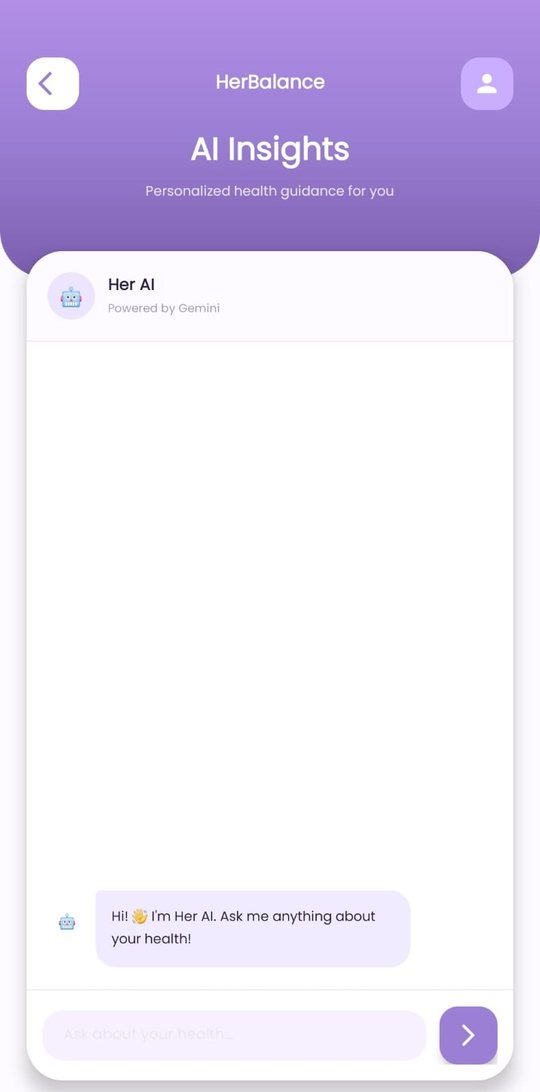 HerBalance
AI Insights
Personalized health guidance for you
Her AI
Powered by Gemini
Hi! 👋 I'm Her AI. Ask me anything about
your health!
Ask about your health...